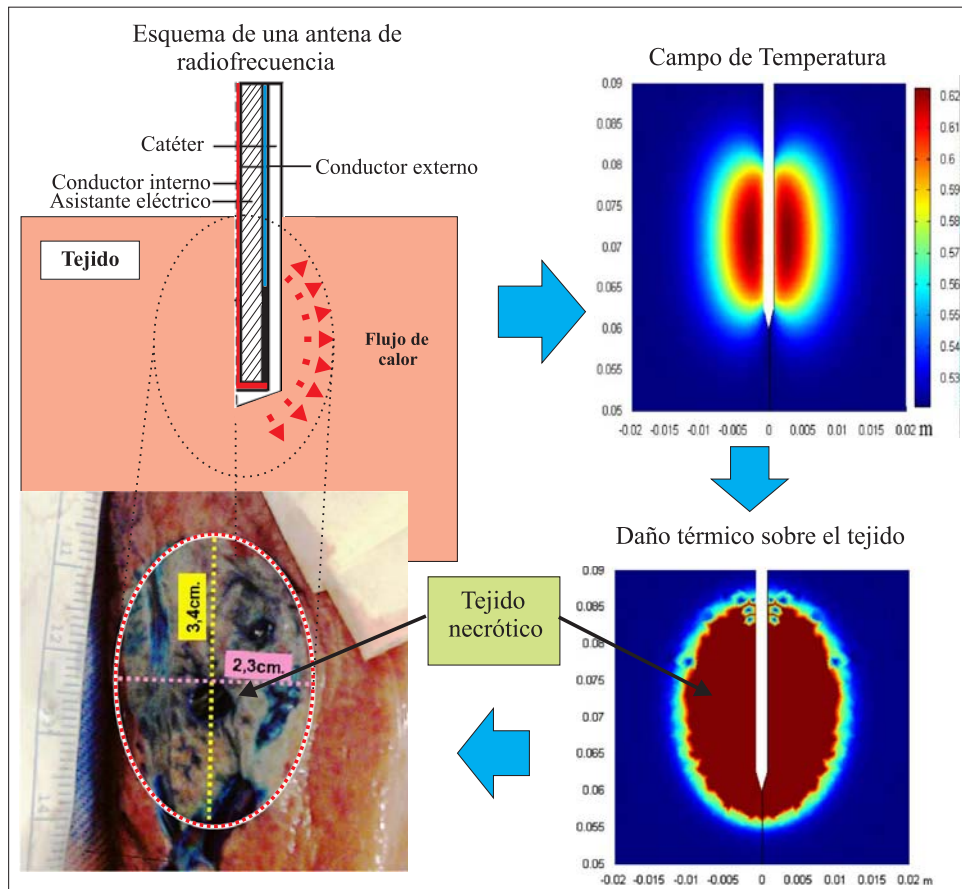 Esquema de una antena de
radiofrecuencia
Catéter
Conductor externo
Conductor interno
Asistante eléctrico
Tejido
Flujo de
calor
Campo de Temperatura
0.09
0.085
0.08
0.075
0.07
0.065
0.06
0.055
0.05
-0.02 -0.015 -0.01 -0.005 0 0.005 0.01 0.015 0.02 m
0.62
0.61
0.6
0.59
0.58
0.57
0.56
0.55
0.54
0.53
Daño térmico sobre el tejido
0.09
0.085
0.08
0.075
0.07
0.065
0.06
0.055
0.05
-0.02 -0.015 -0.01 -0.005 0 0.005 0.01 0.015 0.02 m
Tejido
necrótico
3,4cm.
2,3cm.